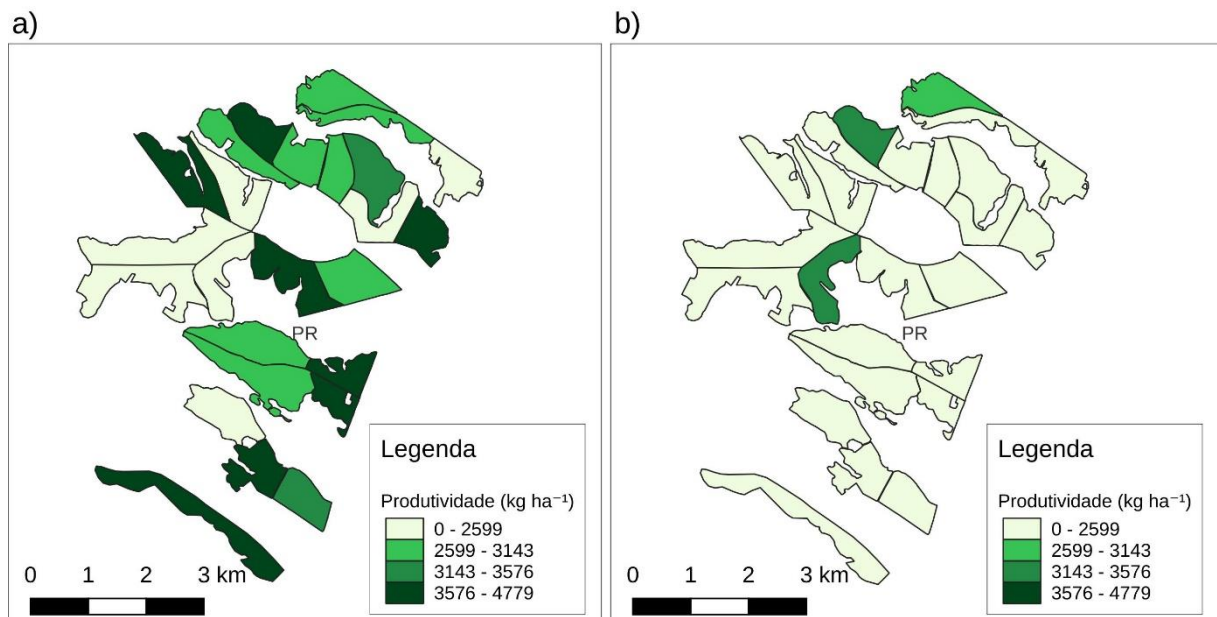 a)
PR
Legenda
Produtividade (kg ha⁻¹)
0 - 2599
2599 - 3143
3143 - 3576
3576 - 4779
0 1 2 3 km
b)
PR
Legenda
Produtividade (kg ha⁻¹)
0 - 2599
2599 - 3143
3143 - 3576
3576 - 4779
0 1 2 3 km